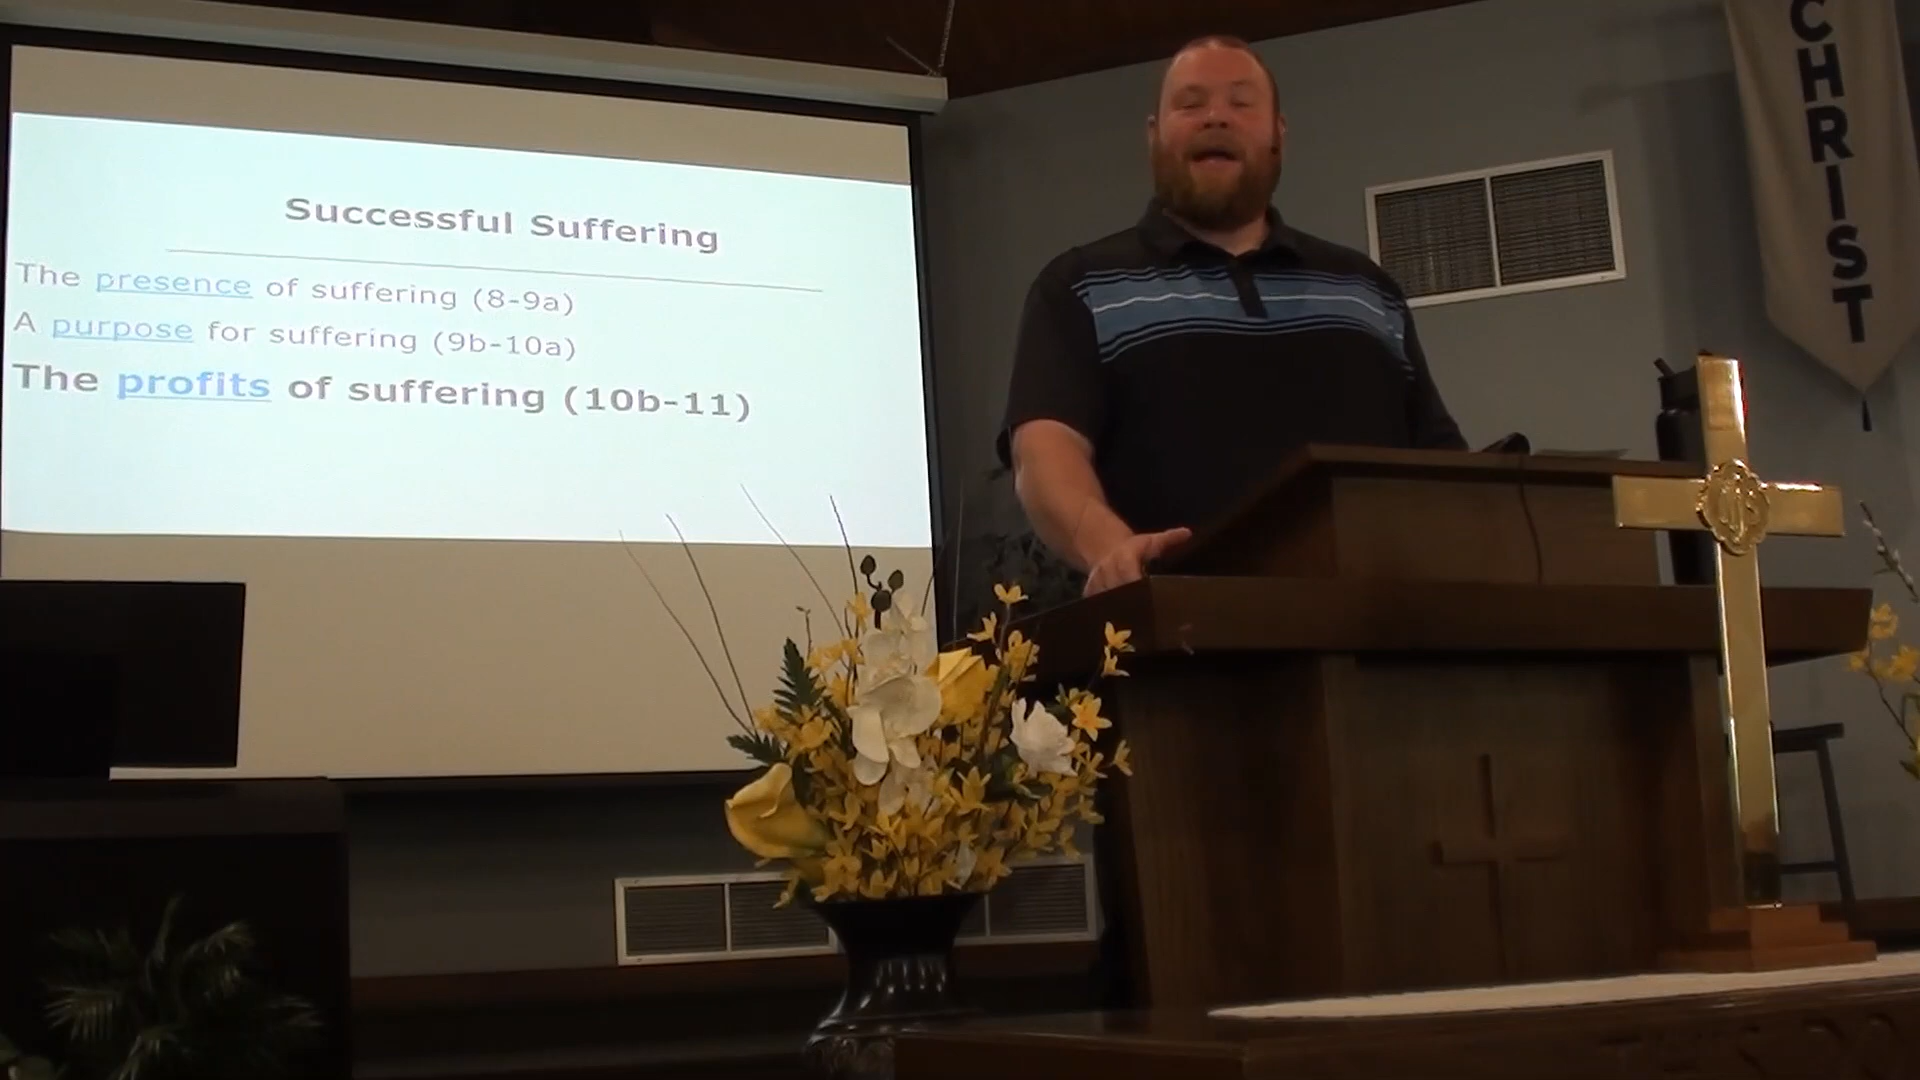 Successful Suffering
The presence of suffering (8-9a)
A purpose for suffering (9b-10a)
The profits of suffering (10b-11)
CHRIST
IHS